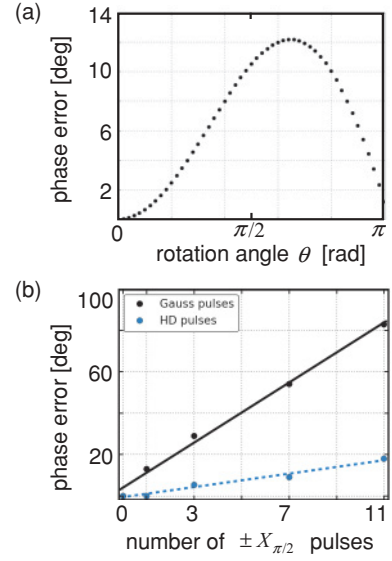 (a)
14
12
10
6
2
phase error [deg]
0
π/2
π
rotation angle θ [rad]
(b)
100
60
20
phase error [deg]
Gauss pulses
HD pulses
0
3
7
11
number of ± X_{π/2} pulses